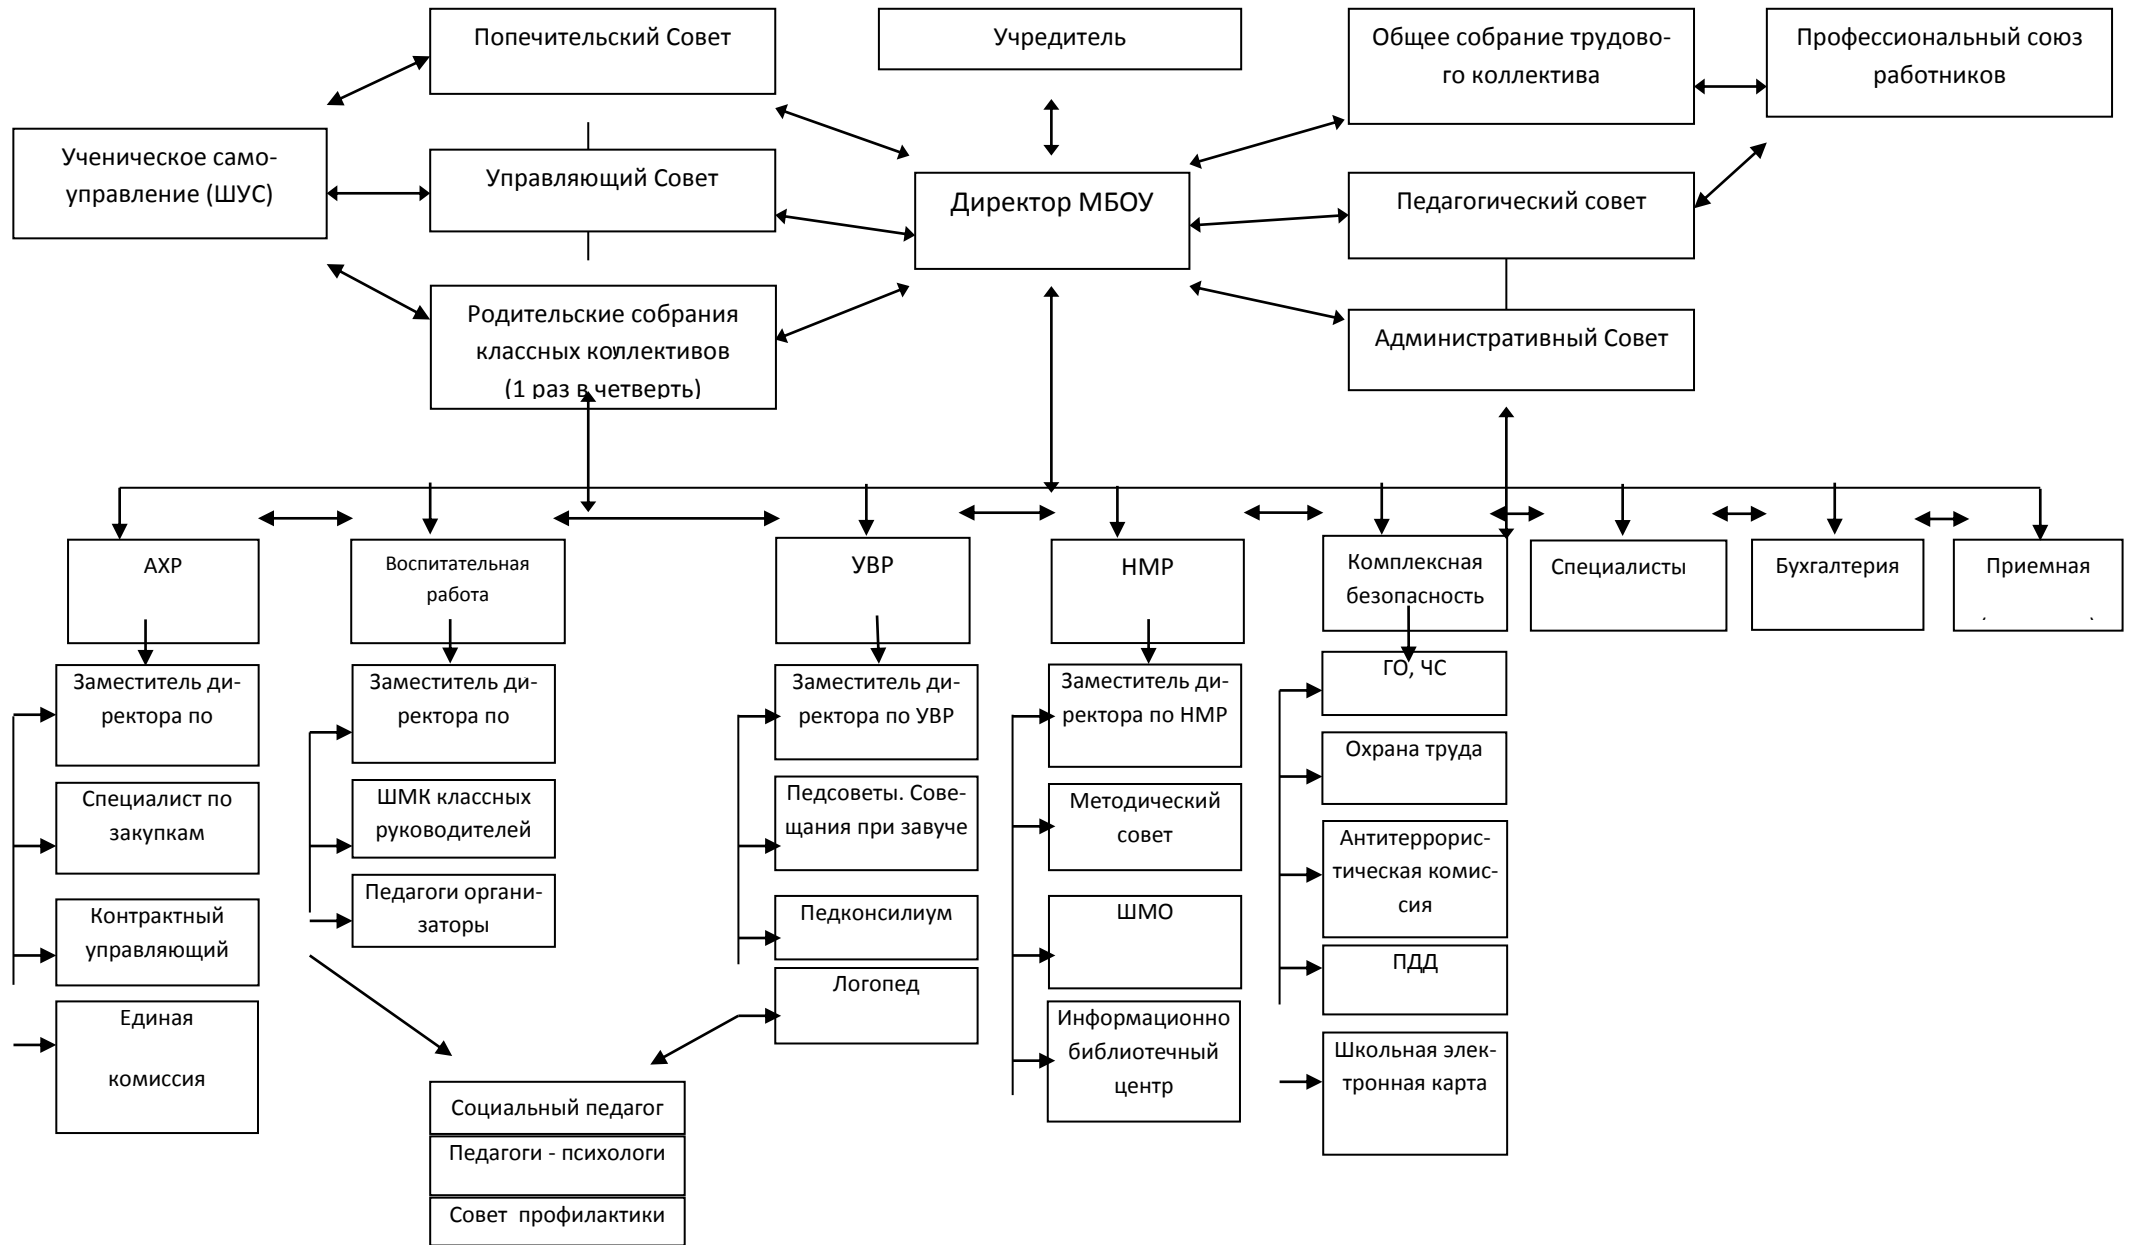 Попечительский Совет
Учредитель
Общее собрание трудово-
го коллектива
Профессиональный союз
работников
Ученическое само-
управление (ШУС)
Управляющий Совет
Директор МБОУ
Педагогический совет
Родительские собрания
классных коллективов
(1 раз в четверть)
Административный Совет
АХР
Воспитательная
работа
УВР
НМР
Комплексная
безопасность
Специалисты
Бухгалтерия
Приемная
Заместитель ди-
ректора по
Специалист по
закупкам
Контрактный
управляющий
Единая
комиссия
Заместитель ди-
ректора по
ШМК классных
руководителей
Педагоги органи-
заторы
Заместитель ди-
ректора по УВР
Педсоветы. Сове-
щания при завуче
Педконсилиум
Логопед
Заместитель ди-
ректора по НМР
Методический
совет
ШМО
Информационно
библиотечный
центр
ГО, ЧС
Охрана труда
Антитеррорис-
тическая комис-
сия
ПДД
Школьная элек-
тронная карта
Социальный педагог
Педагоги - психологи
Совет профилактики